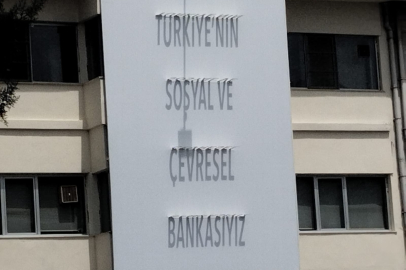 TÜRKİYE'NİN
SOSYAL VE
ÇEVRESEL
BANKASIYIZ